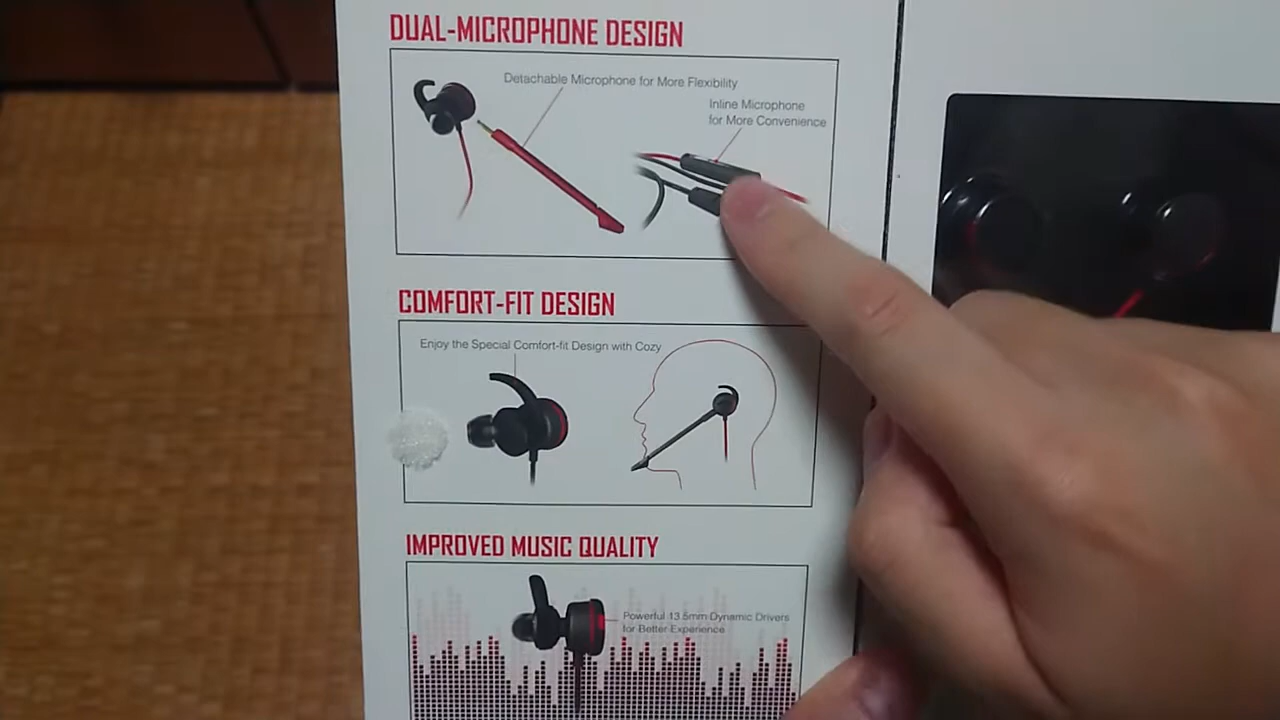 DUAL-MICROPHONE DESIGN
Detachable Microphone for More Flexibility
Inline Microphone
for More Convenience
COMFORT-FIT DESIGN
Enjoy the Special Comfort-fit Design with Cozy
IMPROVED MUSIC QUALITY
Powerful 13.5mm Dynamic Drivers
for Better Experience